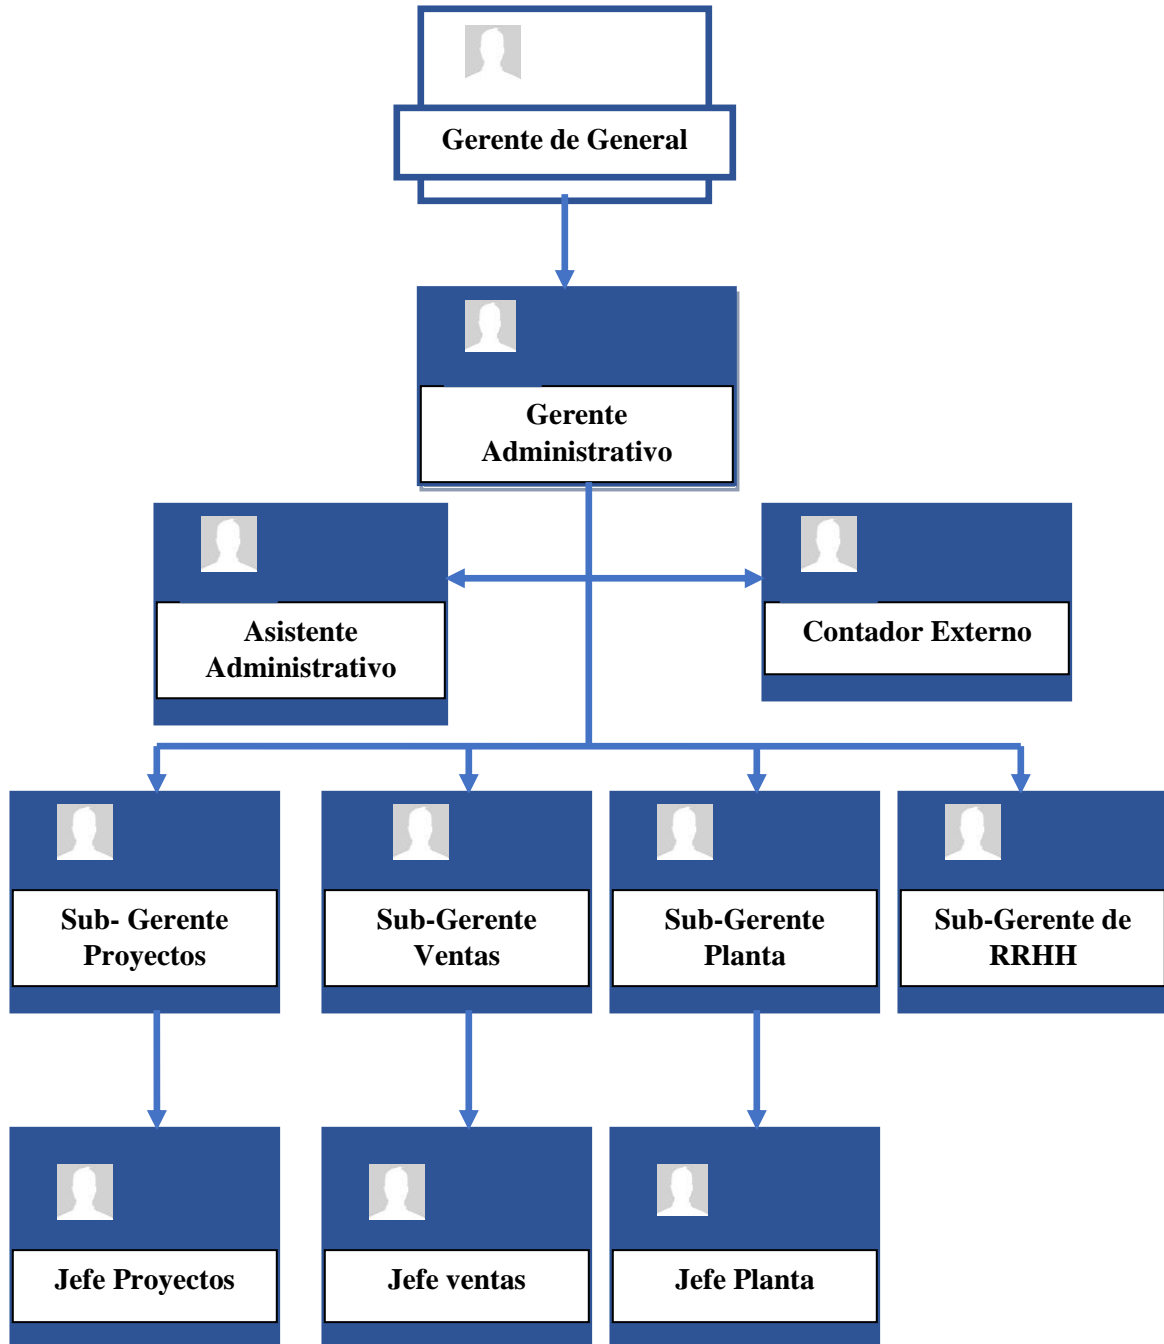 Gerente de General
Gerente
Administrativo
Asistente
Administrativo
Contador Externo
Sub- Gerente
Proyectos
Sub-Gerente
Ventas
Sub-Gerente
Planta
Sub-Gerente de
RRHH
Jefe Proyectos
Jefe ventas
Jefe Planta